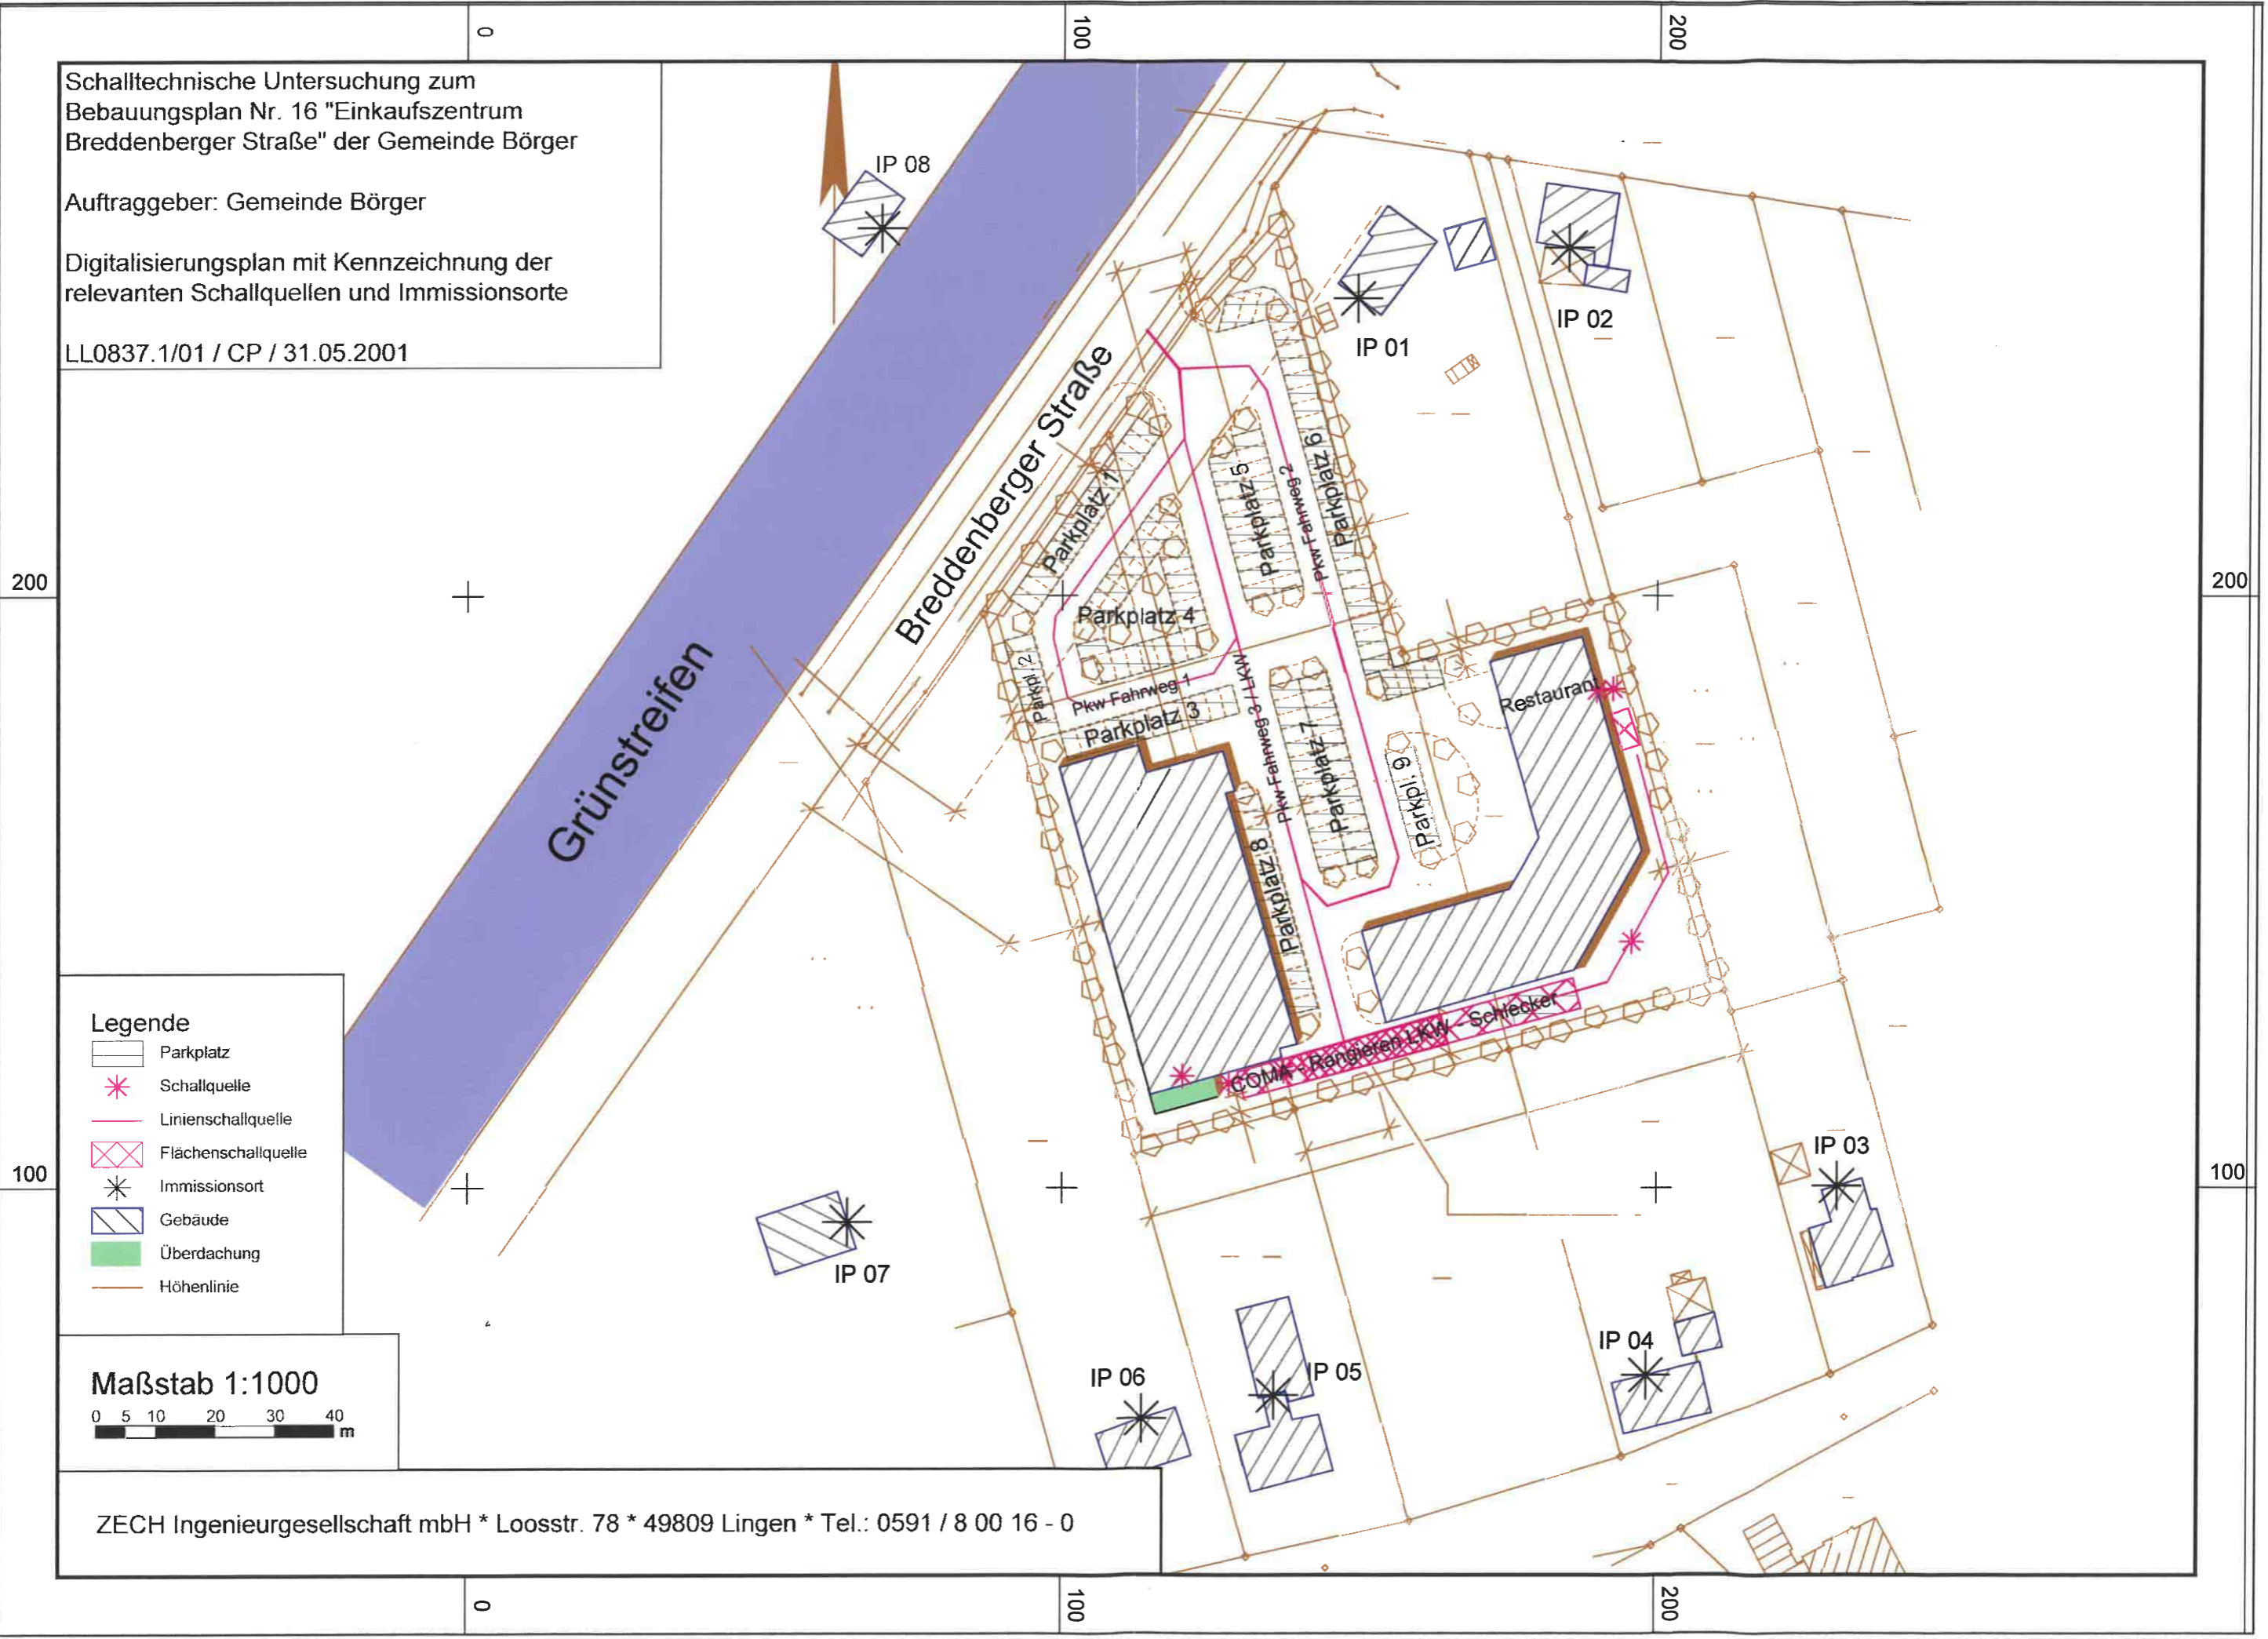 0
100
200
Schalltechnische Untersuchung zum
Bebauungsplan Nr. 16 "Einkaufszentrum
Breddenberger Straße" der Gemeinde Börger
Auftraggeber: Gemeinde Börger
Digitalisierungsplan mit Kennzeichnung der
relevanten Schallquellen und Immissionsorte
LL0837.1/01 / CP / 31.05.2001
IP 08
IP 01
IP 02
Breddenberger Straße
Grünstreifen
Parkplatz 1
Parkplatz 5
Pkw Fahrweg 2
Parkplatz 6
200
200
Parkplatz 4
Parkpl. 2
Pkw Fahrweg 1
Parkplatz 3
Pkw Fahrweg 3 / LKW
Parkplatz 7
Parkpl. 9
Restaurant
Parkplatz 8
COMA - Rangieren LKW - Schlecker
Legende
Parkplatz
Schallquelle
Linienschallquelle
Flächenschallquelle
Immissionsort
Gebäude
Überdachung
Höhenlinie
100
100
IP 03
IP 07
IP 04
IP 05
IP 06
Maßstab 1:1000
0 5 10 20 30 40
m
ZECH Ingenieurgesellschaft mbH * Loosstr. 78 * 49809 Lingen * Tel.: 0591 / 8 00 16 - 0
0
100
200